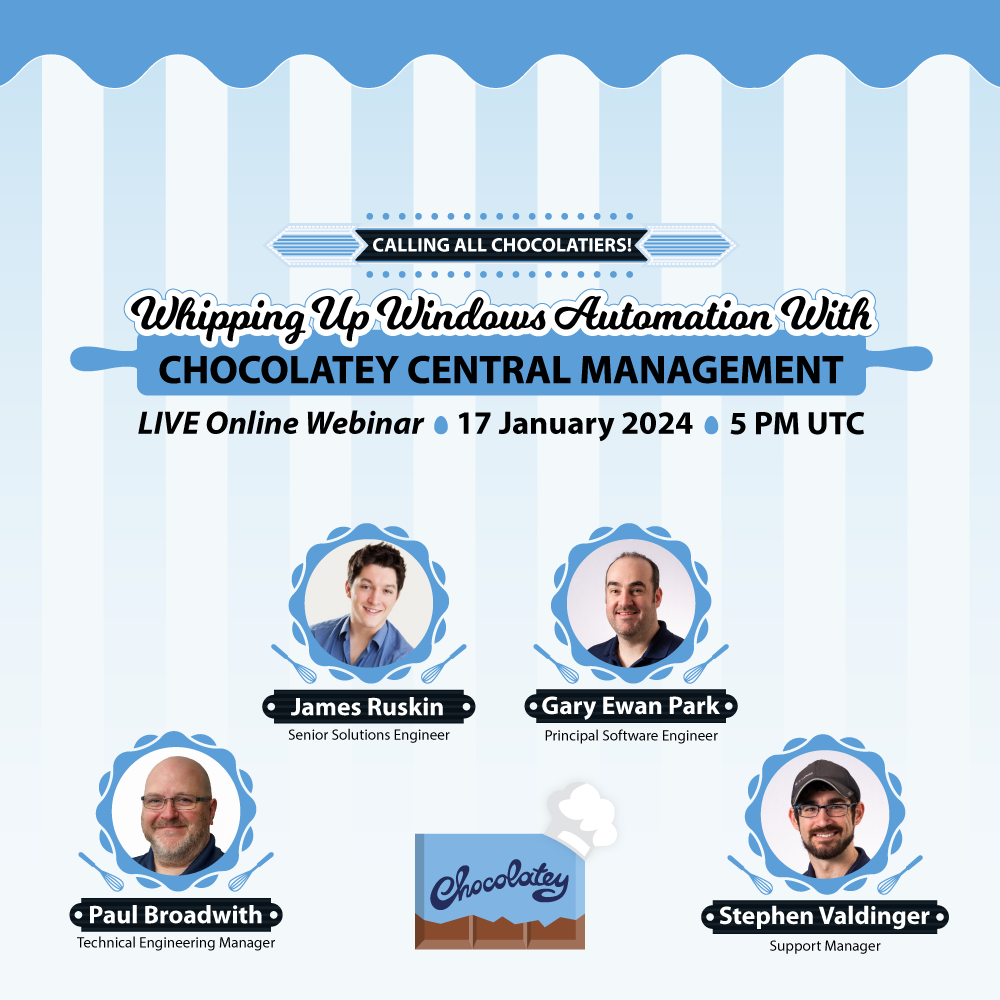 CALLING ALL CHOCOLATIERS!
Whipping Up Windows Automation With
CHOCOLATEY CENTRAL MANAGEMENT
LIVE Online Webinar 17 January 2024 5 PM UTC
James Ruskin
Senior Solutions Engineer
Gary Ewan Park
Principal Software Engineer
Paul Broadwith
Technical Engineering Manager
Chocolatey
Stephen Valdinger
Support Manager